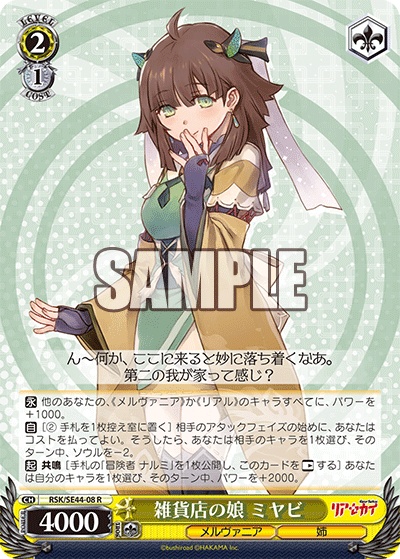 LEVEL
2
1
COST
SAMPLE
ん～何か、ここに来ると妙に落ち着くなあ。
第二の我が家って感じ？
永 他のあなたの、《メルヴァニア》か《リアル》のキャラすべてに、パワーを
+1000。
自 [② 手札を1枚控え室に置く] 相手のアタックフェイズの始めに、あなたは
コストを払ってよい。そうしたら、あなたは相手のキャラを1枚選び、その
ターン中、ソウルを－2。
起 共鳴 [手札の「冒険者 ナルミ」を1枚公開し、このカードを する] あな
たは自分のキャラを1枚選び、そのターン中、パワーを+2000。
CH RSK/SE44-08 R
4000
雑貨店の娘 ミヤビ
リアセカイ
メルヴァニア
姉
©bushiroad ©HAKAMA Inc.